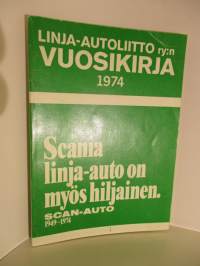 LINJA-AUTOLIITTO ry:n
VUOSIKIRJA
1974
Scania
linja-auto on
myös hiljainen.
SCAN-AUTO
1949-1974